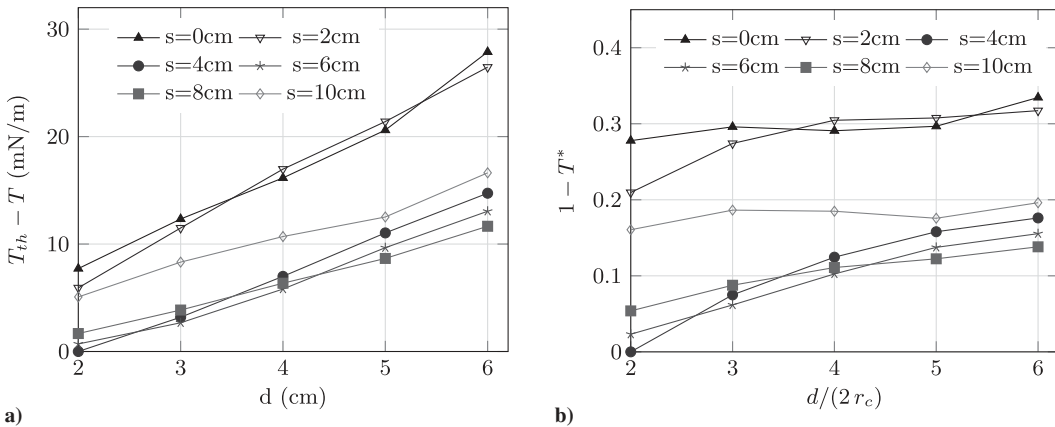 30
20
10
0
T_{th} − T (mN/m)
s=0cm s=2cm
s=4cm s=6cm
s=8cm s=10cm
2 3 4 5 6
d (cm)
a)
0.4
0.3
0.2
0.1
0
1 − T*
s=0cm s=2cm s=4cm
s=6cm s=8cm s=10cm
2 3 4 5 6
d/(2 r_c)
b)